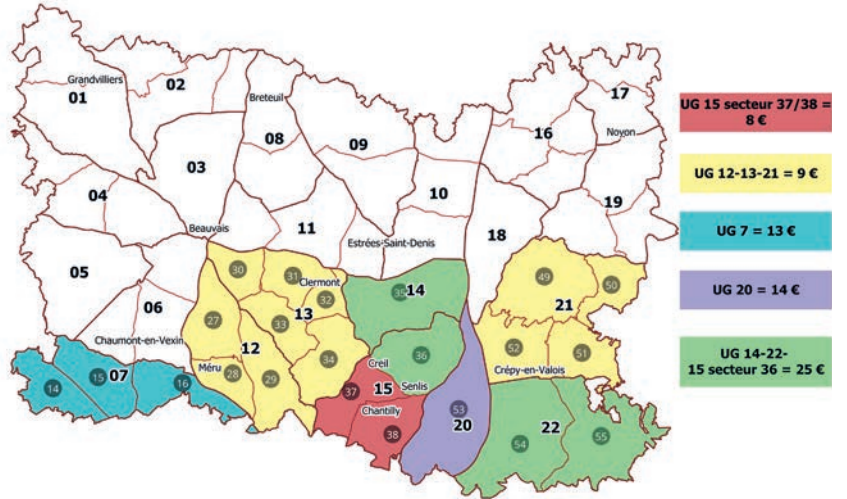 17
02
Grandvilliers
01
Breteuil
UG 15 secteur 37/38 =
8 €
16
08
09
Noyon
03
UG 12-13-21 = 9 €
04
10
19
11
Beauvais
18
UG 7 = 13 €
Estrées-Saint-Denis
05
30
31
Clermont
49
14
35
50
32
UG 20 = 14 €
06
13
21
27
33
Chaumont-en-Vexin
12
52
51
36
34
Creil
UG 14-22-
15 secteur 36 = 25 €
Méru
28
29
Crépy-en-Valois
15
07
16
14
37
15
Senlis
Chantilly
53
20
22
38
54
55